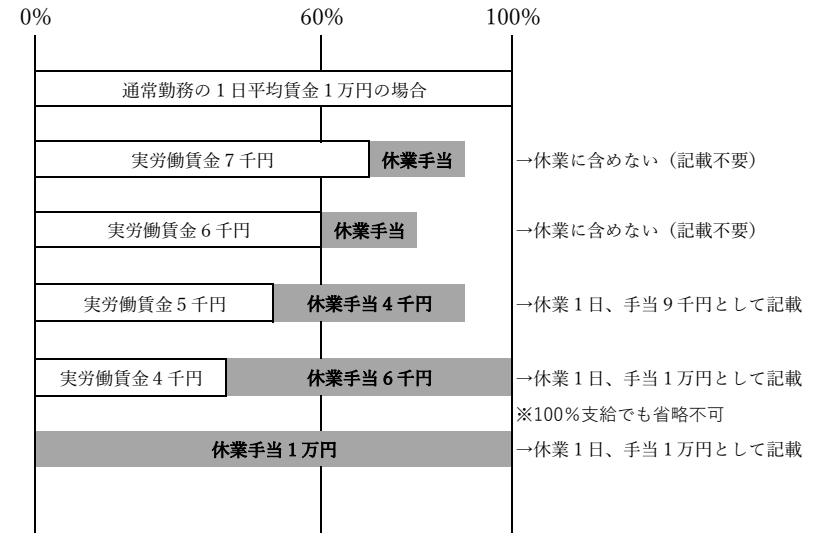 0% 60% 100%
通常勤務の１日平均賃金１万円の場合
実労働賃金７千円 休業手当 →休業に含めない（記載不要）
実労働賃金６千円 休業手当 →休業に含めない（記載不要）
実労働賃金５千円 休業手当４千円 →休業１日、手当９千円として記載
実労働賃金４千円 休業手当６千円 →休業１日、手当１万円として記載
※100％支給でも省略不可
休業手当１万円 →休業１日、手当１万円として記載